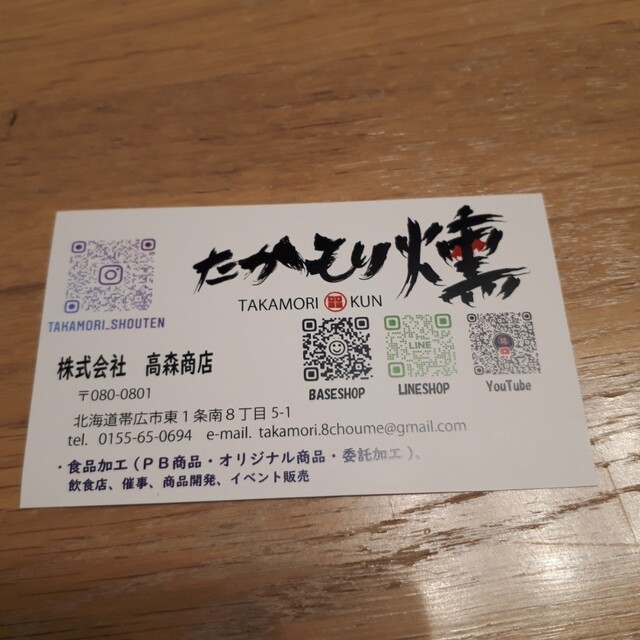 たかもり燻
TAKAMORI KUN
TAKAMORI_SHOUTEN
BASESHOP
LINE
LINESHOP
YouTube
株式会社 高森商店
〒080-0801
北海道帯広市東1条南8丁目5-1
tel. 0155-65-0694 e-mail. takamori.8choume@gmail.com
・食品加工(PB商品・オリジナル商品・委託加工)、
飲食店、催事、商品開発、イベント販売